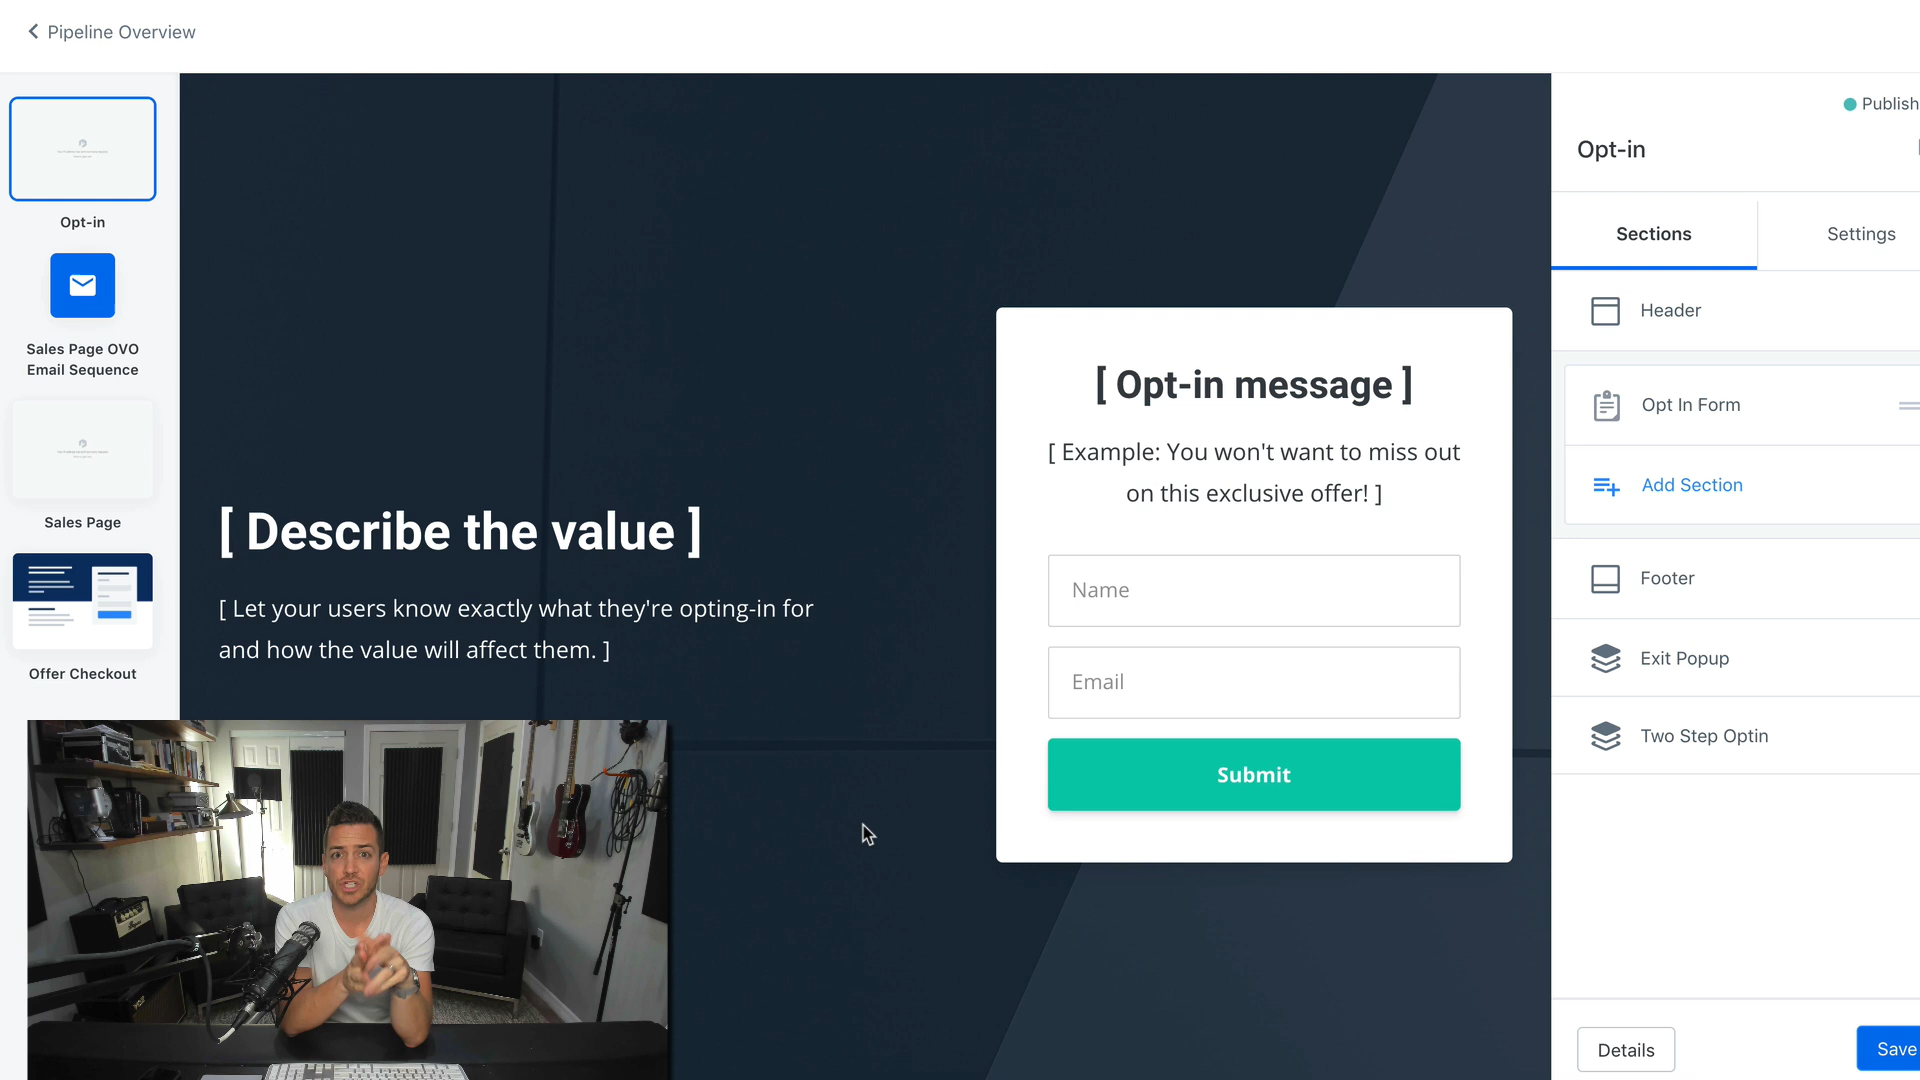 Pipeline Overview
Opt-in
Sales Page OVO
Email Sequence
Sales Page
Offer Checkout
[ Describe the value ]
[ Let your users know exactly what they're opting-in for
and how the value will affect them. ]
[ Opt-in message ]
[ Example: You won't want to miss out
on this exclusive offer! ]
Name
Email
Submit
Publish
Opt-in
Sections
Settings
Header
Opt In Form
Add Section
Footer
Exit Popup
Two Step Optin
Details
Save